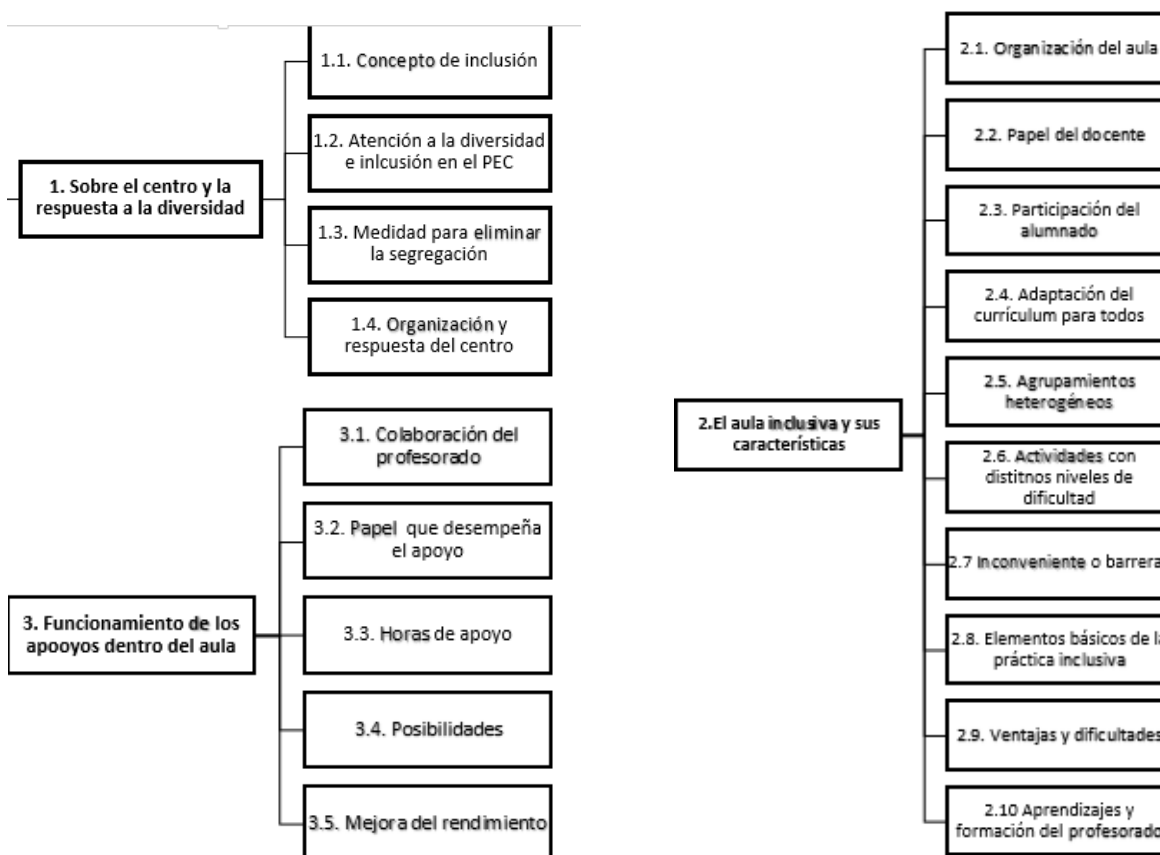 1. Sobre el centro y la
respuesta a la diversidad
1.1. Concepto de inclusión
1.2. Atención a la diversidad
e inlcusión en el PEC
1.3. Medidad para eliminar
la segregación
1.4. Organización y
respuesta del centro
3. Funcionamiento de los
apooyos dentro del aula
3.1. Colaboración del
profesorado
3.2. Papel que desempeña
el apoyo
3.3. Horas de apoyo
3.4. Posibilidades
3.5. Mejora del rendimiento
2.El aula inclusiva y sus
características
2.1. Organización del aula
2.2. Papel del docente
2.3. Participación del
alumnado
2.4. Adaptación del
currículum para todos
2.5. Agrupamientos
heterogéneos
2.6. Actividades con
distitnos niveles de
dificultad
2.7 Inconveniente o barrera
2.8. Elementos básicos de la
práctica inclusiva
2.9. Ventajas y dificultades
2.10 Aprendizajes y
formación del profesorado